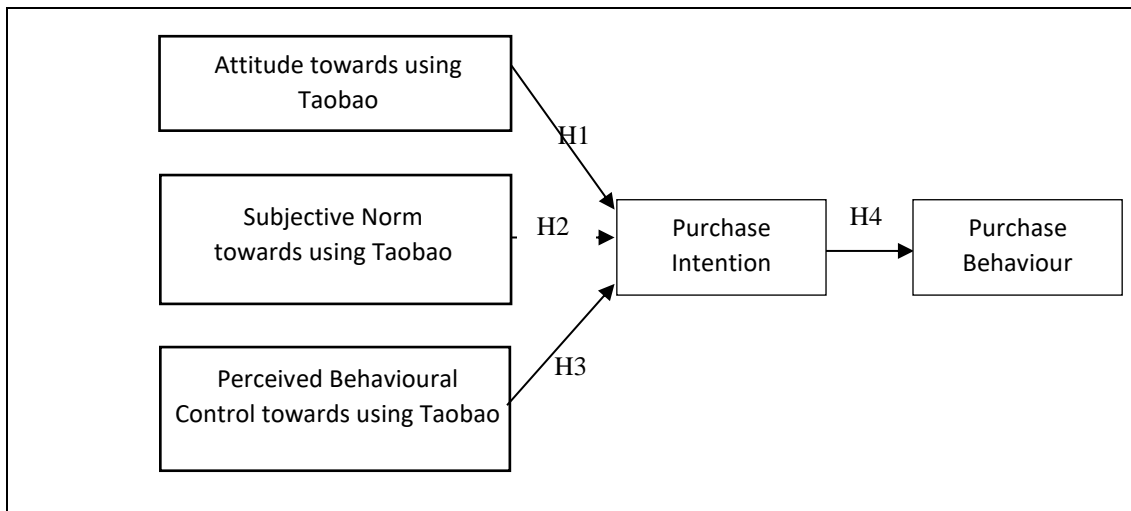 Attitude towards using
Taobao
H1
Subjective Norm
towards using Taobao
H2
Perceived Behavioural
Control towards using Taobao
H3
Purchase
Intention
H4
Purchase
Behaviour